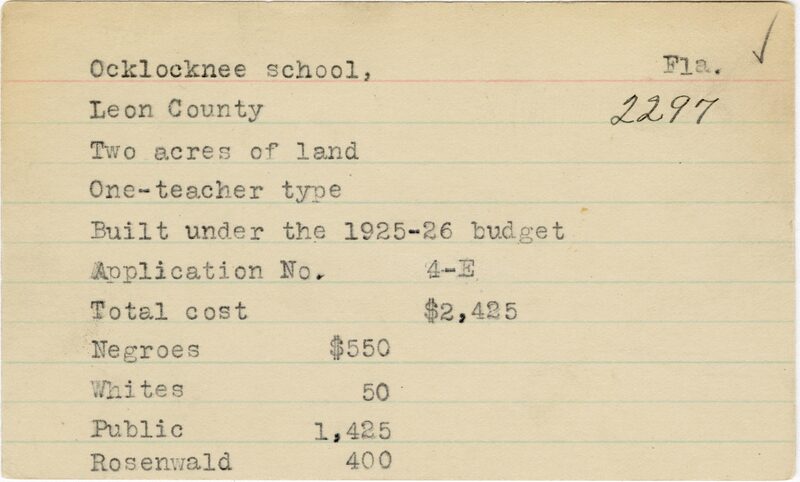 Ocklocknee school, Fla.
Leon County 2297
Two acres of land
One-teacher type
Built under the 1925-26 budget
Application No. 4-E
Total cost $2,425
Negroes $550
Whites 50
Public 1,425
Rosenwald 400